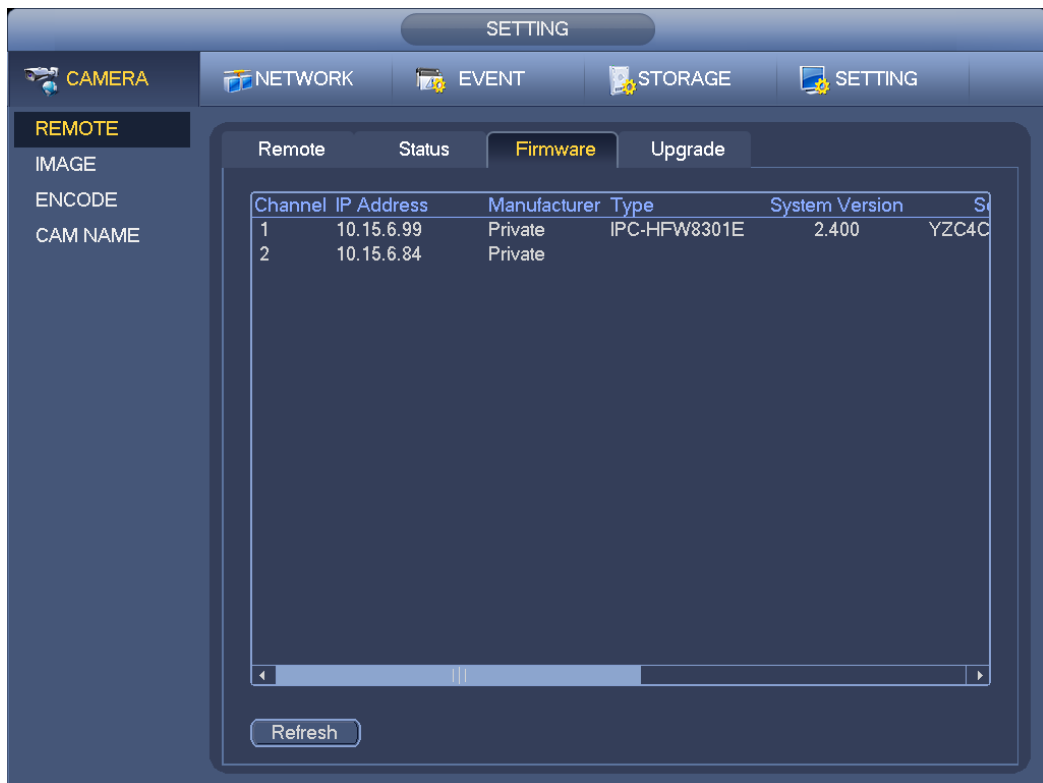 SETTING
CAMERA NETWORK EVENT STORAGE SETTING
REMOTE
IMAGE
ENCODE
CAM NAME
Remote Status Firmware Upgrade
Channel IP Address Manufacturer Type System Version
1 10.15.6.99 Private IPC-HFW8301E 2.400 YZC4C
2 10.15.6.84 Private
Refresh